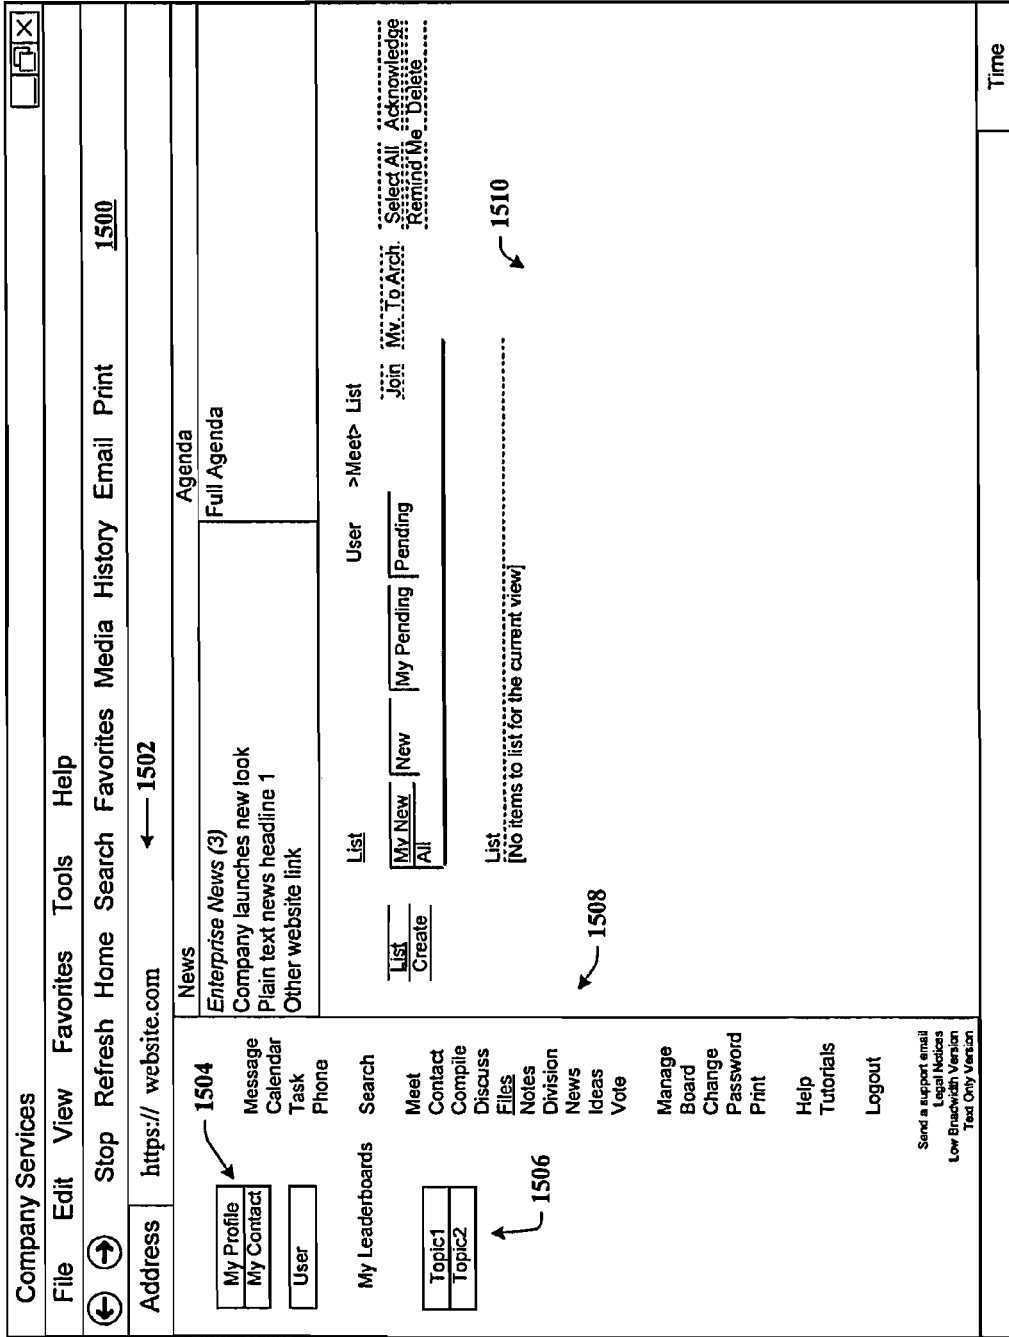 Company Services
File Edit View Favorites Tools Help
Stop Refresh Home Search Favorites Media History Email Print 1500
Address https:// website.com 1502
News Agenda
Enterprise News (3)
Company launches new look
Plain text news headline 1
Other website link
Full Agenda
1504
My Profile
My Contact
User
My Leaderboards
Topic1
Topic2
1506
Message
Calendar
Task
Phone
Search
Meet
Contact
Compile
Discuss
Files
Notes
Division
News
Ideas
Vote
Manage
Board
Change
Password
Print
Help
Tutorials
Logout
Send a support email
Legal Notices
Low Bnadwidth Version
Text Only Version
1508
List User >Meet> List
List
Create
My New New My Pending Pending
All
Join Mv. To Arch. Select All Acknowledge
Remind Me Delete
List
[No items to list for the current view]
1510
Time